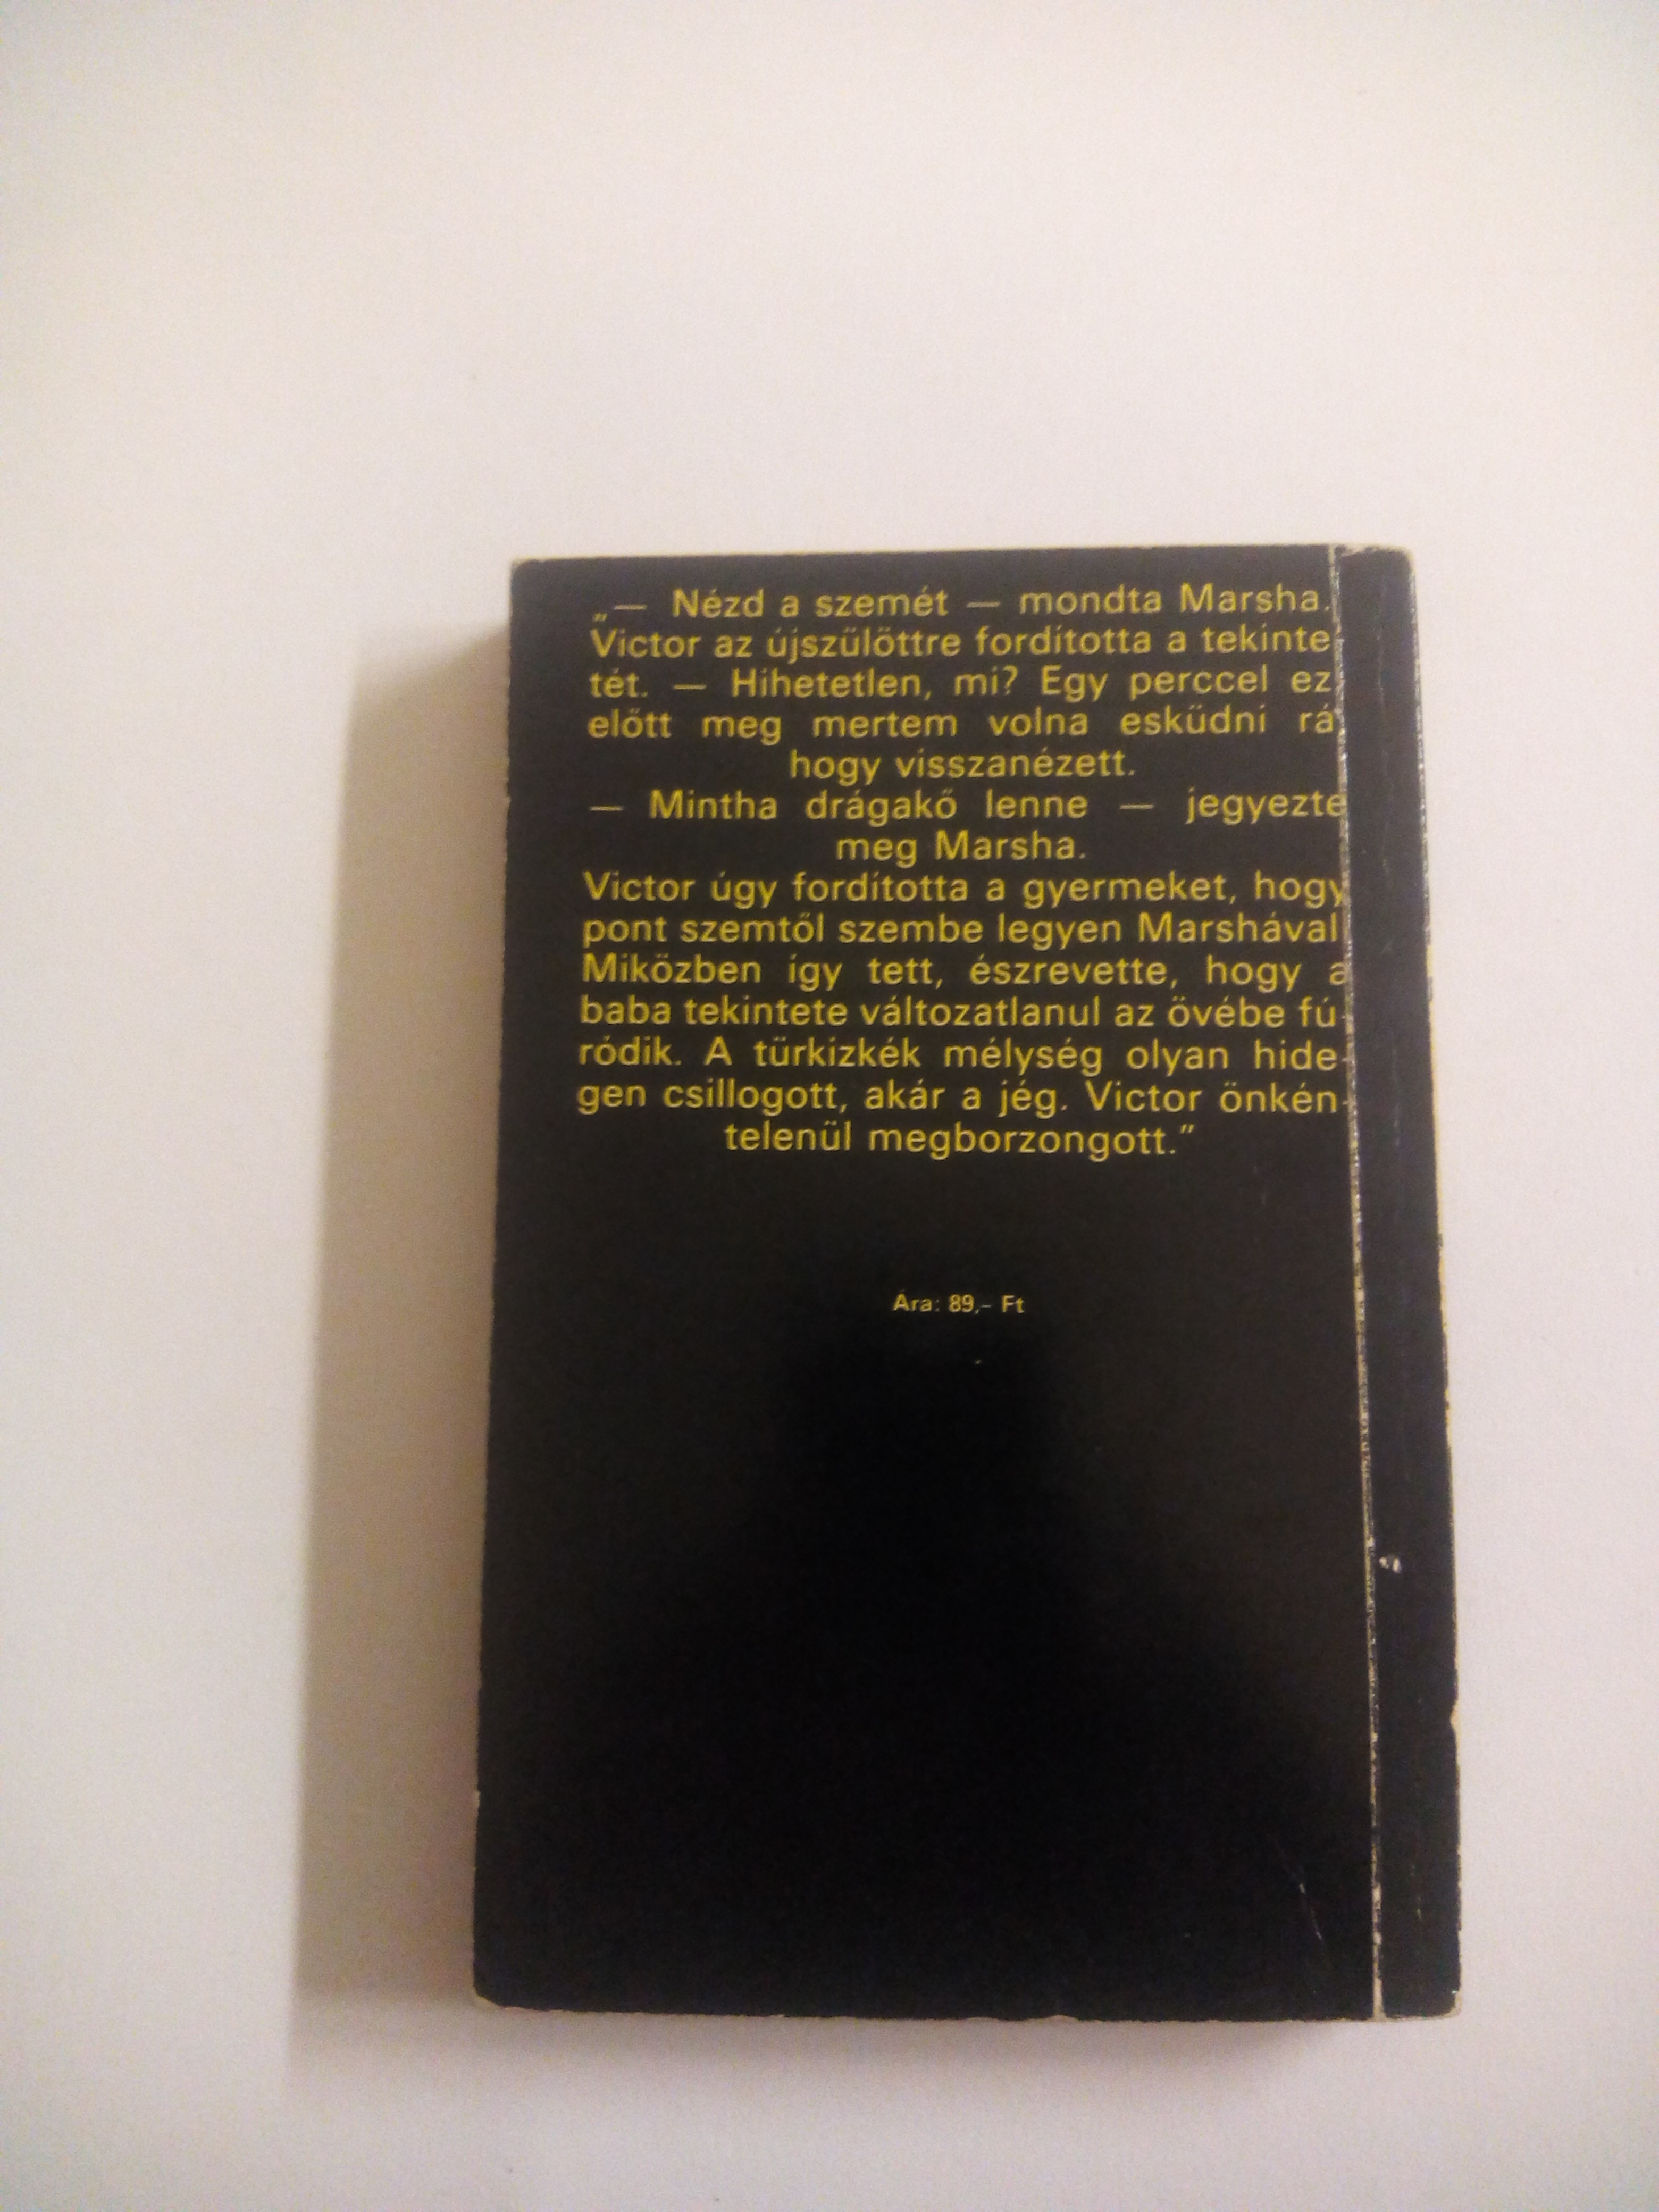 „— Nézd a szemét — mondta Marsha.
Victor az újszülöttre fordította a tekinte
tét. — Hihetetlen, mi? Egy perccel ez
előtt meg mertem volna esküdni rá
hogy visszanézett.
— Mintha drágakő lenne — jegyezte
meg Marsha.
Victor úgy fordította a gyermeket, hogy
pont szemtől szembe legyen Marshával
Miközben így tett, észrevette, hogy a
baba tekintete változatlanul az övébe fú-
ródik. A türkizkék mélység olyan hide-
gen csillogott, akár a jég. Victor önkén-
telenül megborzongott.”
Ára: 89,– Ft